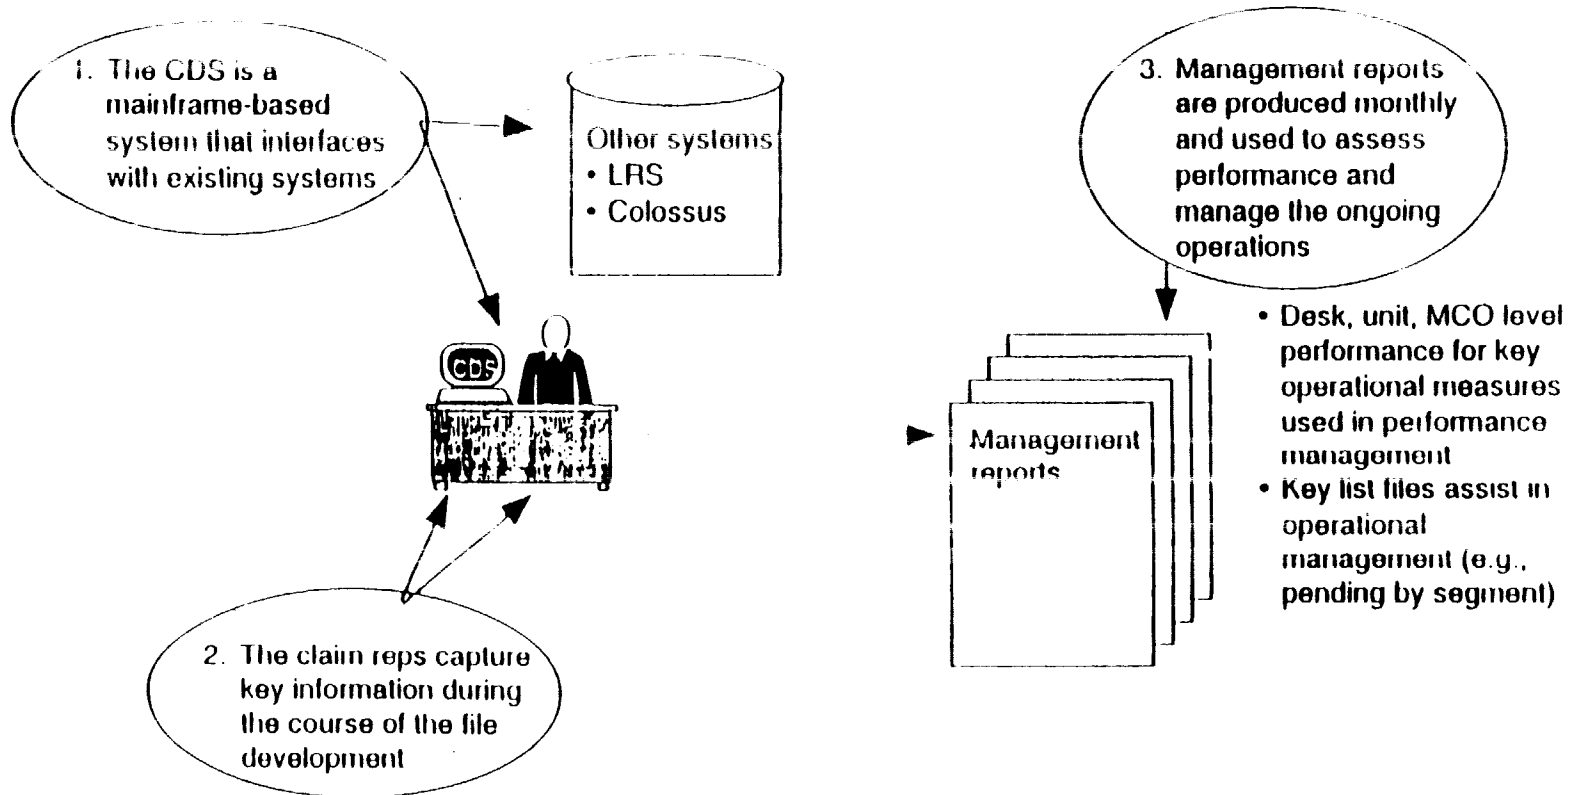 1. The CDS is a
mainframe-based
system that interfaces
with existing systems
Other systems
• LRS
• Colossus
CDS
2. The claim reps capture
key information during
the course of the file
development
3. Management reports
are produced monthly
and used to assess
performance and
manage the ongoing
operations
Management
reports
• Desk, unit, MCO level
performance for key
operational measures
used in performance
management
• Key list files assist in
operational
management (e.g.,
pending by segment)